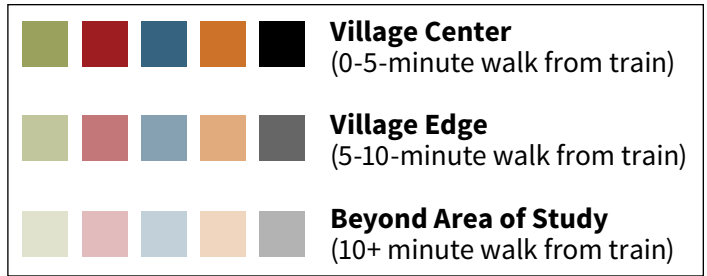 Village Center
(0-5-minute walk from train)
Village Edge
(5-10-minute walk from train)
Beyond Area of Study
(10+ minute walk from train)